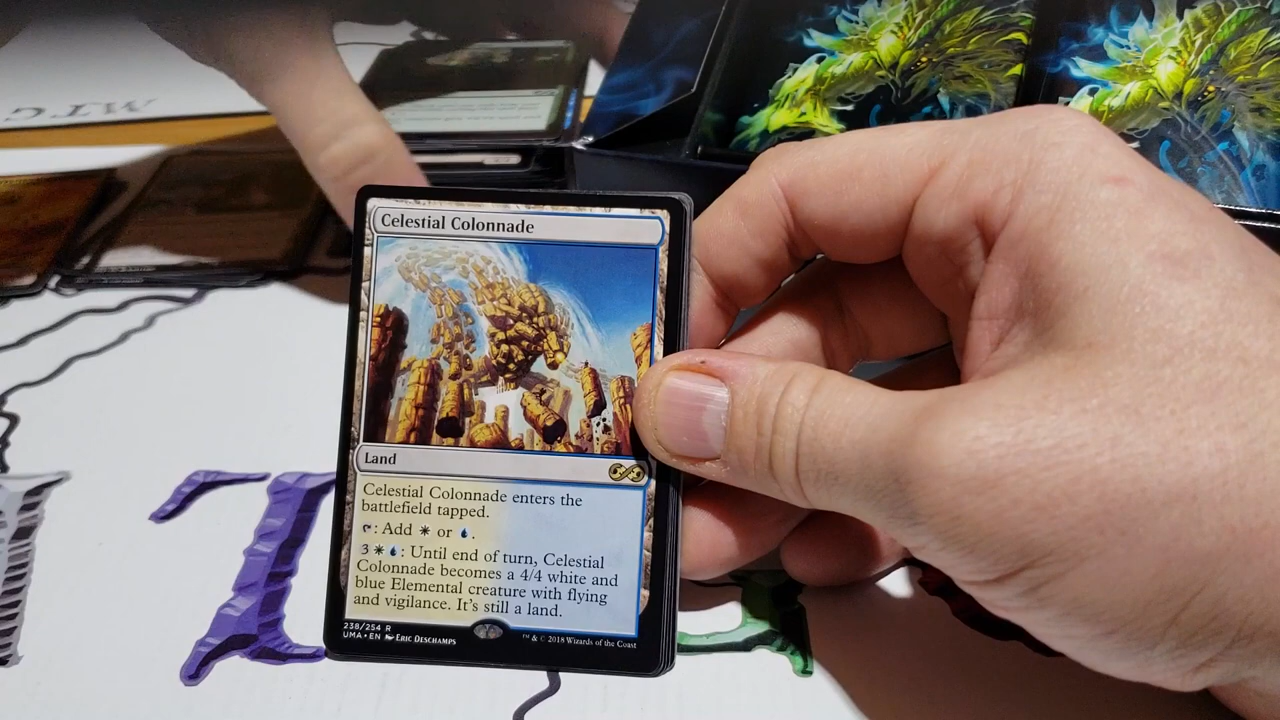 Celestial Colonnade
Land
Celestial Colonnade enters the
battlefield tapped.
: Add or .
3 : Until end of turn, Celestial
Colonnade becomes a 4/4 white and
blue Elemental creature with flying
and vigilance. It's still a land.
238/254 R
UMA • EN Eric Deschamps
™ & © 2018 Wizards of the Coast